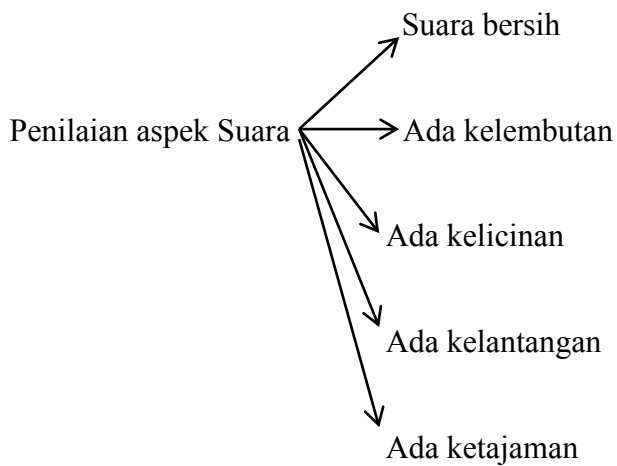 Suara bersih
Penilaian aspek Suara
Ada kelembutan
Ada kelicinan
Ada kelantangan
Ada ketajaman